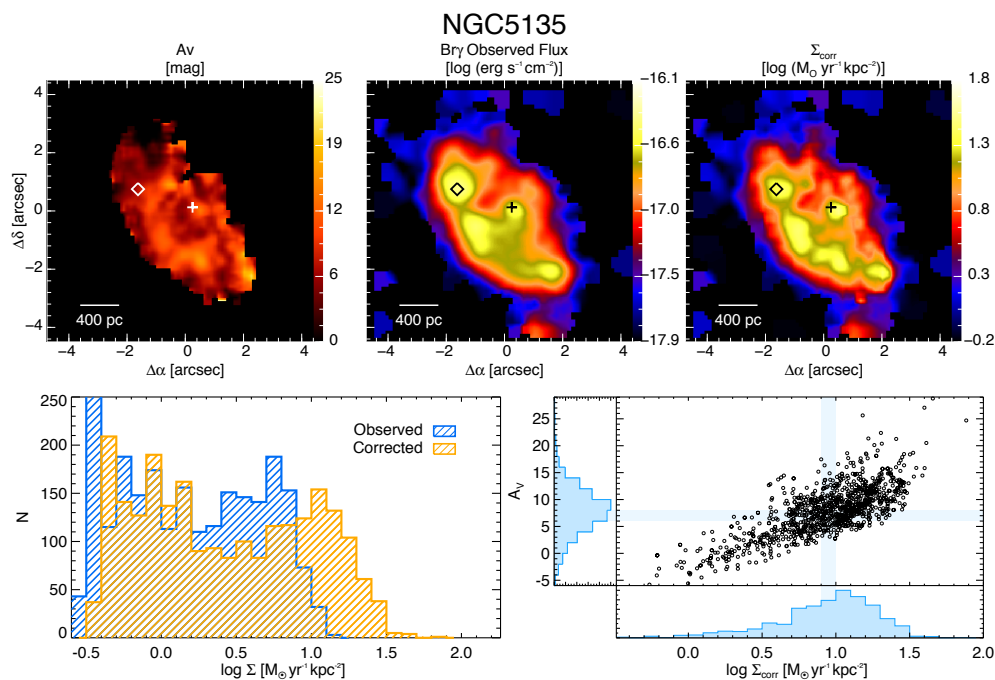 NGC5135
Av
[mag]
Brγ Observed Flux
[log (erg s⁻¹ cm⁻²)]
Σcorr
[log (M⊙ yr⁻¹ kpc⁻²)]
4
2
0
−2
−4
Δδ [arcsec]
400 pc
−4 −2 0 2 4
Δα [arcsec]
25
19
12
6
0
400 pc
−4 −2 0 2 4
Δα [arcsec]
−16.1
−16.6
−17.0
−17.5
−17.9
400 pc
−4 −2 0 2 4
Δα [arcsec]
1.8
1.3
0.8
0.3
−0.2
250
200
150
100
50
0
N
Observed
Corrected
−0.5 0.0 0.5 1.0 1.5 2.0
log Σ [M⊙ yr⁻¹ kpc⁻²]
Av
25
20
15
10
5
0
−5
0.0 0.5 1.0 1.5 2.0
log Σcorr [M⊙ yr⁻¹ kpc⁻²]